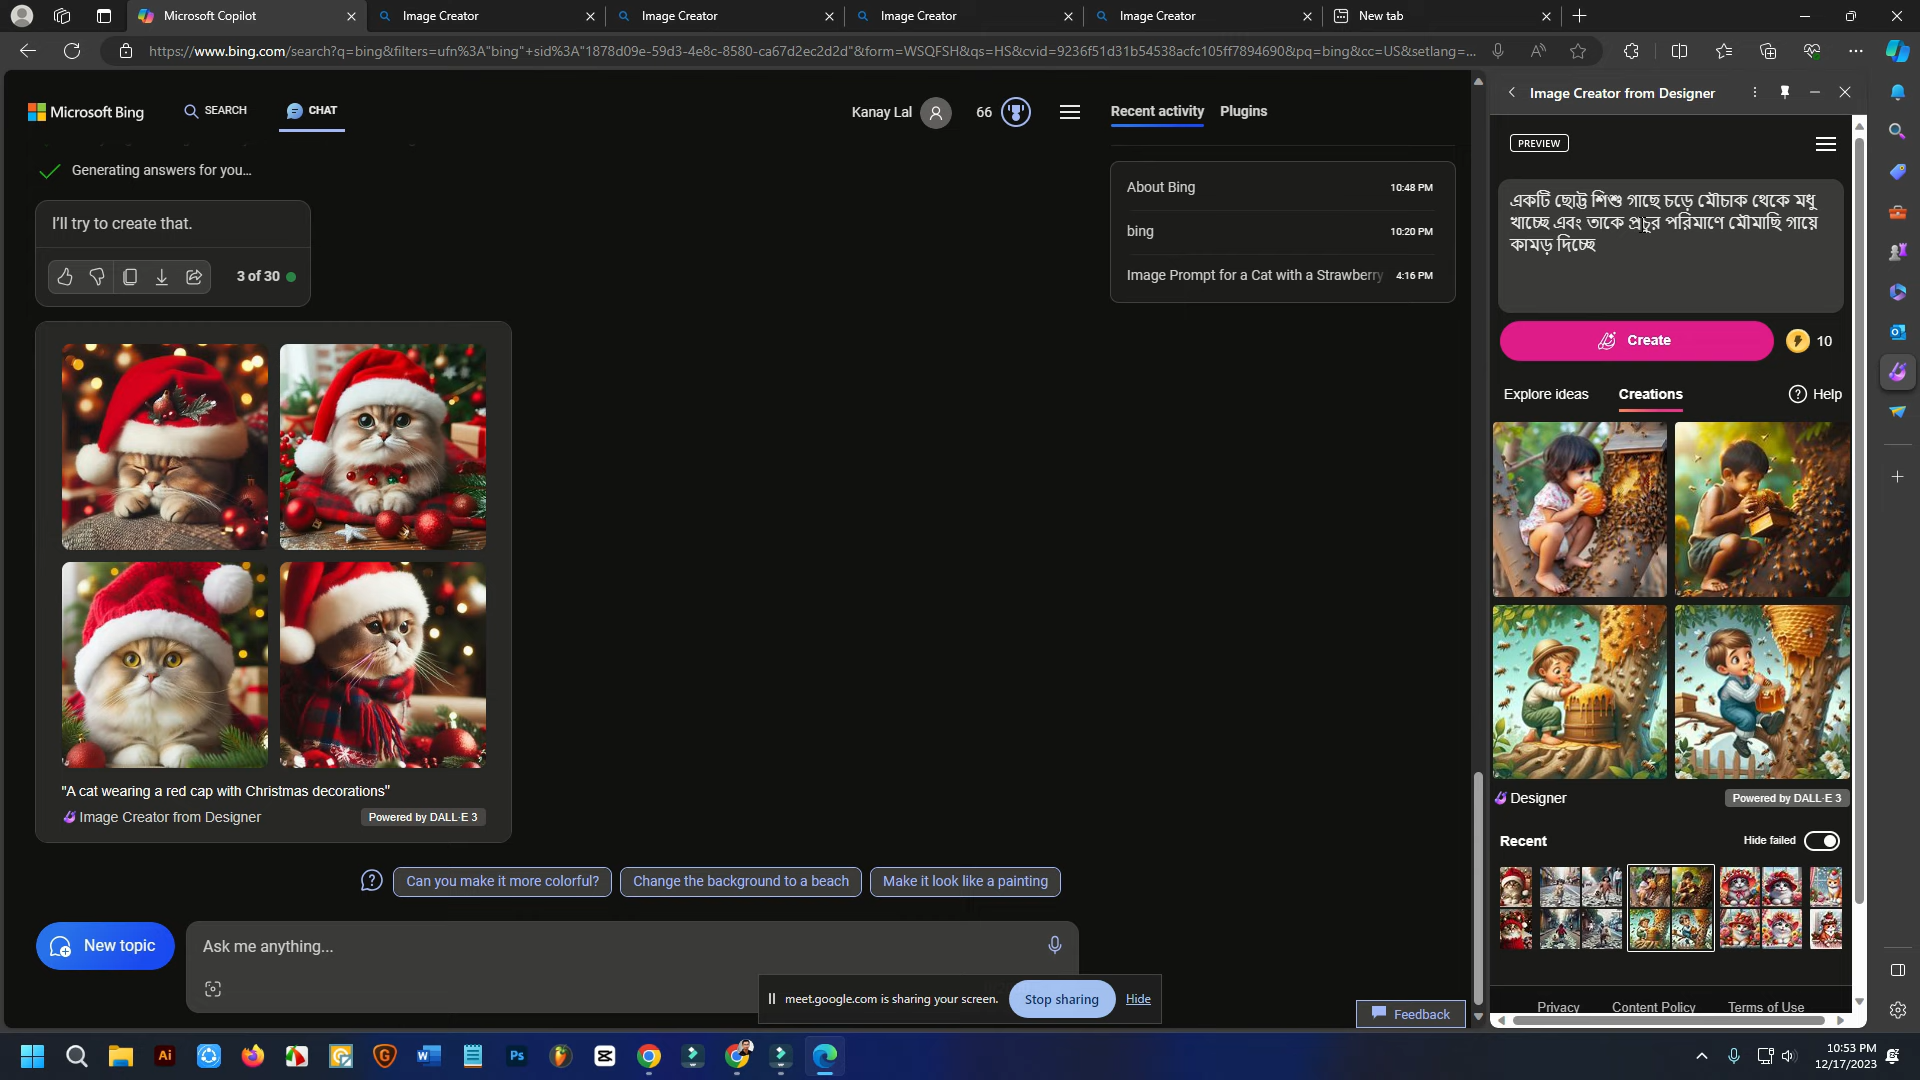 Microsoft Copilot
Image Creator
Image Creator
Image Creator
Image Creator
New tab
https://www.bing.com/search?q=bing&filters=ufn%3A"bing"+sid%3A"1878d09e-59d3-4e8c-8580-ca67d2ec2d2d"&form=WSQFSH&qs=HS&cvid=9236f51d31b54538acfc105ff7894690&pq=bing&cc=US&setlang=...
Microsoft Bing
SEARCH
CHAT
Kanay Lal
66
Recent activity
Plugins
Generating answers for you...
I'll try to create that.
3 of 30
About Bing 10:48 PM
bing 10:20 PM
Image Prompt for a Cat with a Strawberry 4:16 PM
"A cat wearing a red cap with Christmas decorations"
Image Creator from Designer
Powered by DALL·E 3
Can you make it more colorful?
Change the background to a beach
Make it look like a painting
New topic
Ask me anything...
meet.google.com is sharing your screen.
Stop sharing
Hide
Feedback
Image Creator from Designer
PREVIEW
একটি ছোট্ট শিশু গাছে চড়ে মৌচাক থেকে মধু
খাচ্ছে এবং তাকে প্রচুর পরিমাণে মৌমাছি গায়ে
কামড় দিচ্ছে
Create
10
Explore ideas
Creations
Help
Designer
Powered by DALL·E 3
Recent
Hide failed
Privacy
Content Policy
Terms of Use
Ai
Ps
10:53 PM
12/17/2023